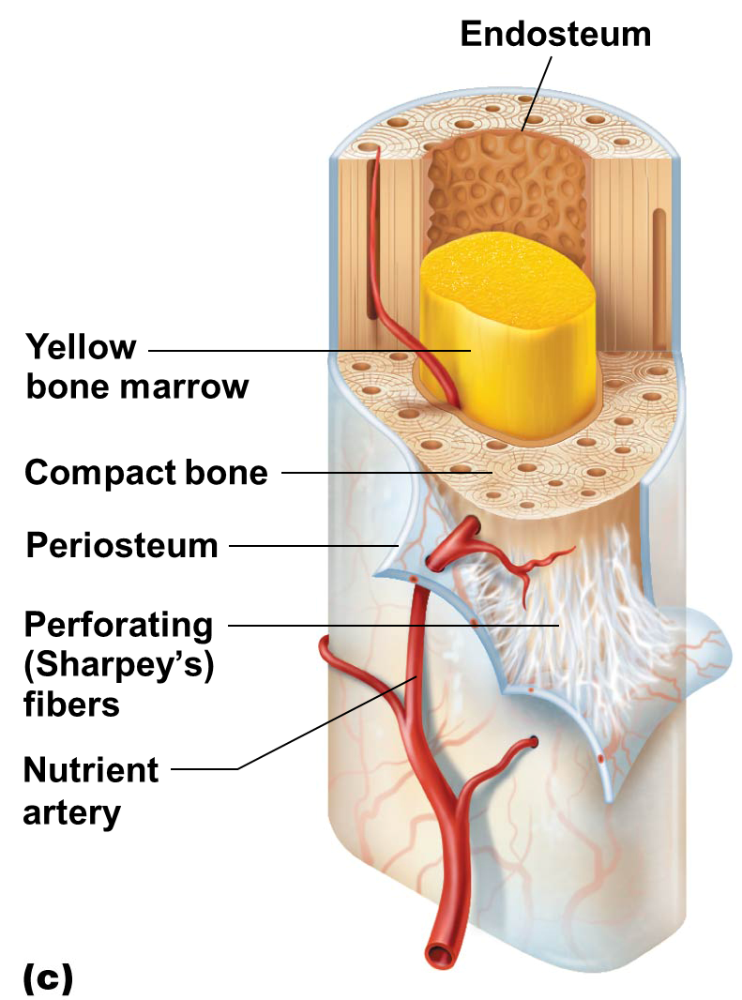 Endosteum
Yellow
bone marrow
Compact bone
Periosteum
Perforating
(Sharpey’s)
fibers
Nutrient
artery
(c)